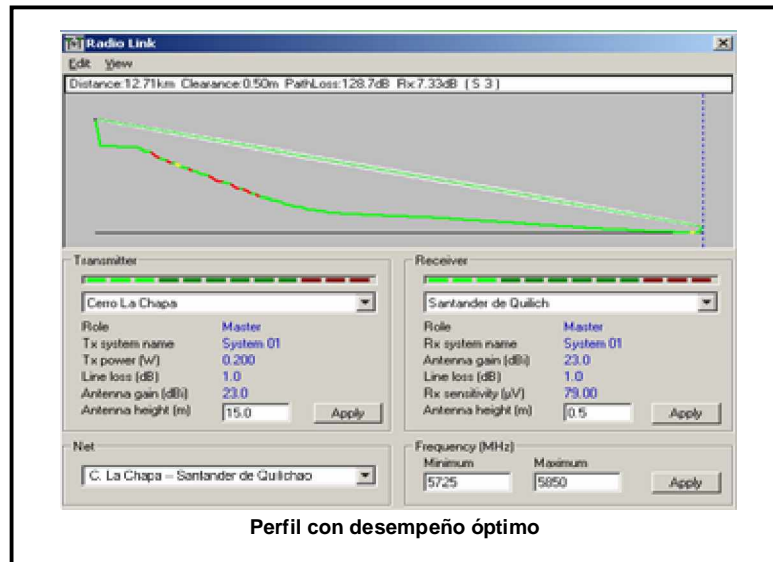 Radio Link
Edit View
Distance:12.71km Clearance:0.50m PathLoss:128.7dB Rx:7.33dB (S 3)
Transmitter
Cerro La Chapa
Role Master
Tx system name System 01
Tx power (W) 0.200
Line loss (dB) 1.0
Antenna gain (dBi) 23.0
Antenna height (m) 15.0 Apply
Receiver
Santander de Quilich
Role Master
Rx system name System 01
Antenna gain (dBi) 23.0
Line loss (dB) 1.0
Rx sensitivity (µV) 79.00
Antenna height (m) 0.5 Apply
Net
C. La Chapa – Santander de Quilichao
Frequency (MHz)
Minimum Maximum
5725 5850 Apply
Perfil con desempeño óptimo